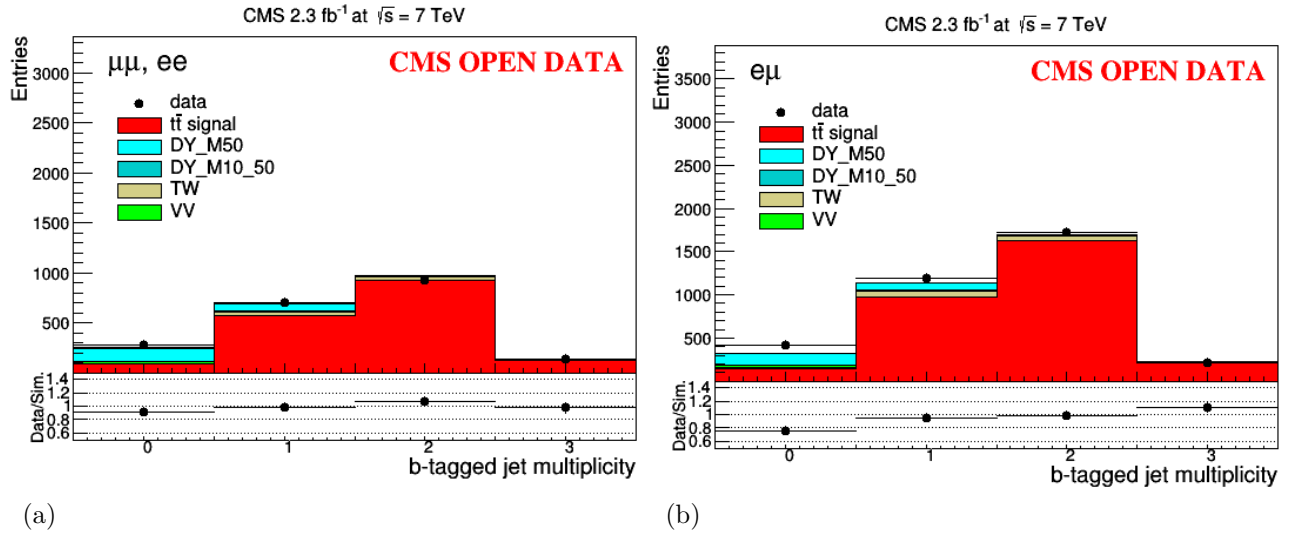 CMS 2.3 fb⁻¹ at √s = 7 TeV
Entries
μμ, ee
CMS OPEN DATA
data
tt̄ signal
DY_M50
DY_M10_50
TW
VV
3000
2500
2000
1500
1000
500
Data/Sim.
1.4
1.2
1
0.8
0.6
0
1
2
3
b-tagged jet multiplicity
(a)
CMS 2.3 fb⁻¹ at √s = 7 TeV
Entries
eμ
CMS OPEN DATA
data
tt̄ signal
DY_M50
DY_M10_50
TW
VV
3500
3000
2500
2000
1500
1000
500
Data/Sim.
1.4
1.2
1
0.8
0.6
0
1
2
3
b-tagged jet multiplicity
(b)